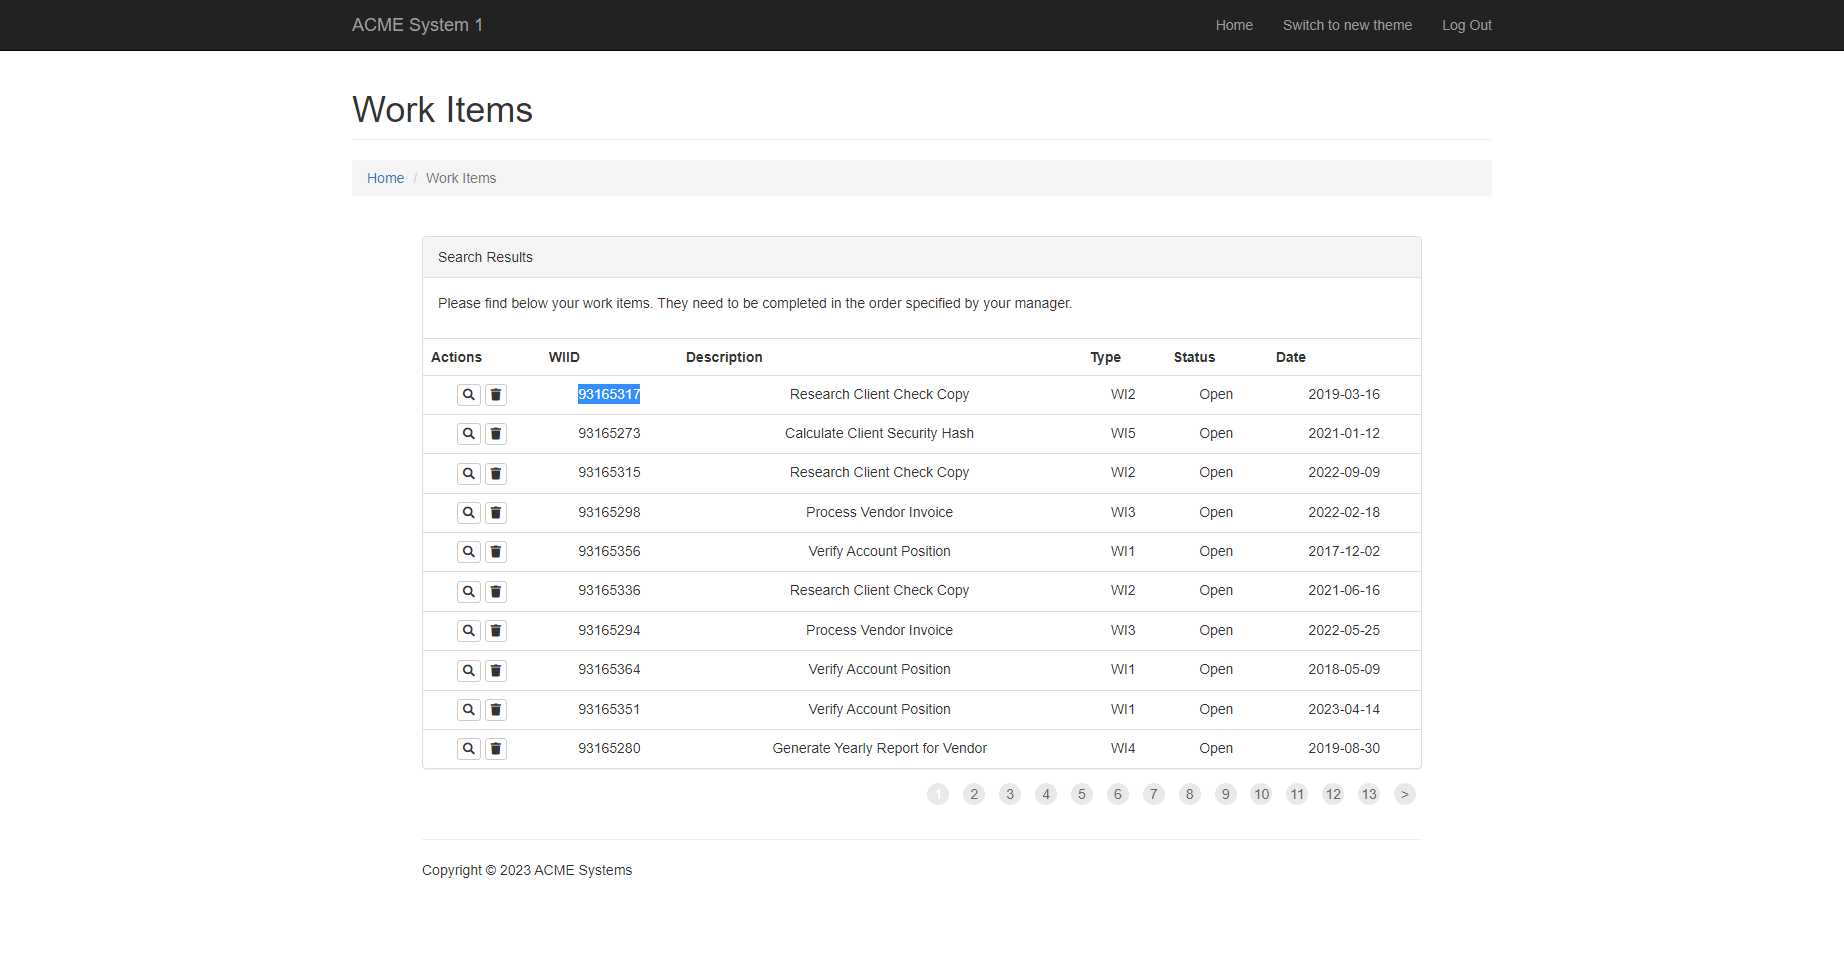 ACME System 1 Home Switch to new theme Log Out
Work Items
Home / Work Items
Search Results
Please find below your work items. They need to be completed in the order specified by your manager.
Actions WIID Description Type Status Date
93165317 Research Client Check Copy WI2 Open 2019-03-16
93165273 Calculate Client Security Hash WI5 Open 2021-01-12
93165315 Research Client Check Copy WI2 Open 2022-09-09
93165298 Process Vendor Invoice WI3 Open 2022-02-18
93165356 Verify Account Position WI1 Open 2017-12-02
93165336 Research Client Check Copy WI2 Open 2021-06-16
93165294 Process Vendor Invoice WI3 Open 2022-05-25
93165364 Verify Account Position WI1 Open 2018-05-09
93165351 Verify Account Position WI1 Open 2023-04-14
93165280 Generate Yearly Report for Vendor WI4 Open 2019-08-30
1 2 3 4 5 6 7 8 9 10 11 12 13 >
Copyright © 2023 ACME Systems